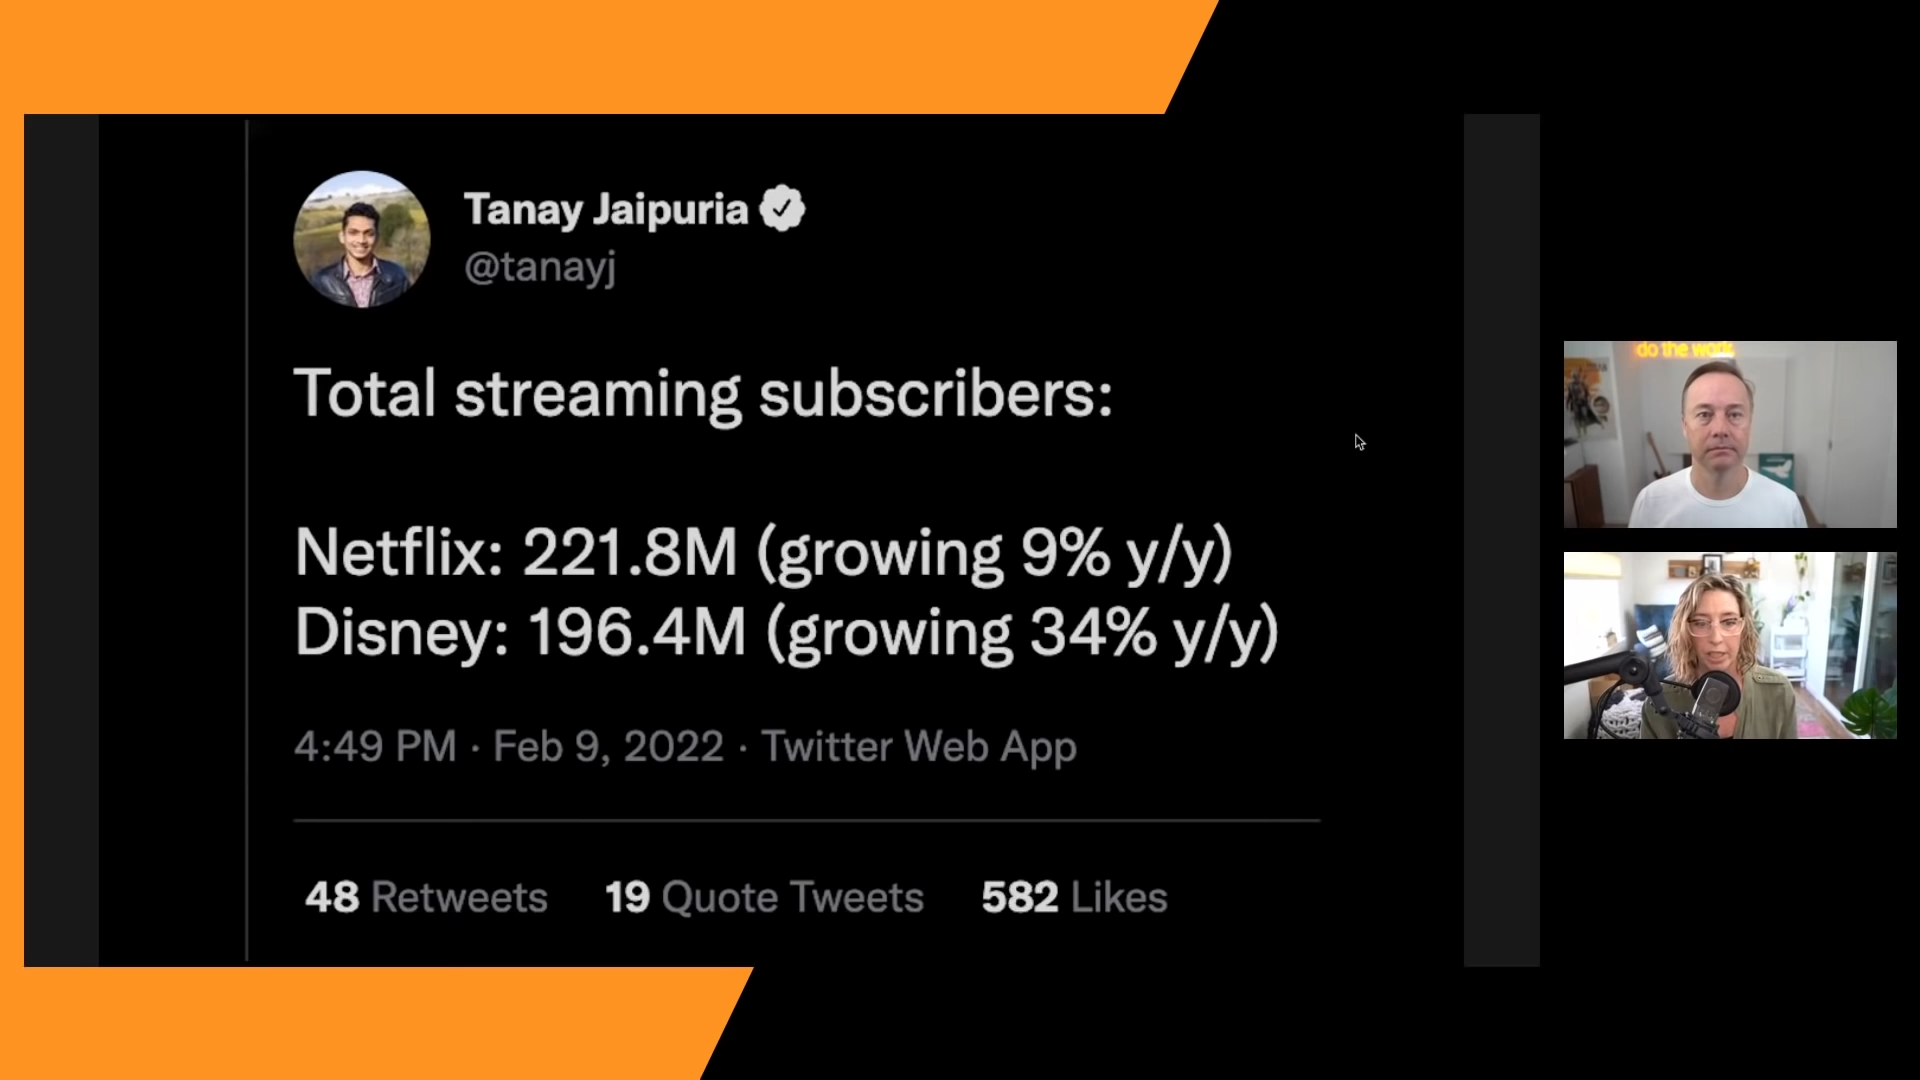 Tanay Jaipuria
@tanayj
Total streaming subscribers:
Netflix: 221.8M (growing 9% y/y)
Disney: 196.4M (growing 34% y/y)
4:49 PM · Feb 9, 2022 · Twitter Web App
48 Retweets 19 Quote Tweets 582 Likes
do the work